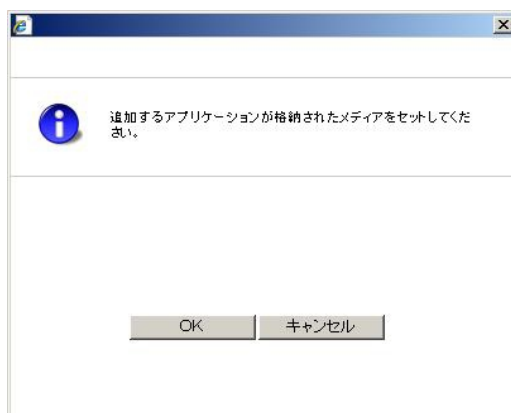 追加するアプリケーションが格納されたメディアをセットしてくだ
さい。
OK
キャンセル